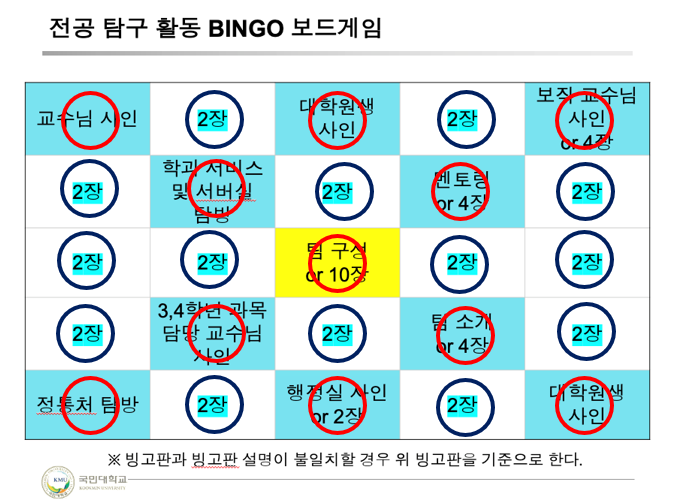 전공 탐구 활동 BINGO 보드게임
교수님 사인
2장
대학원생
사인
2장
보직 교수님
사인
or 4장
2장
학과 서비스
및 서버실
탐방
2장
멘토링
or 4장
2장
2장
2장
팀 구성
or 10장
2장
2장
2장
3,4학년 과목
담당 교수님
사인
2장
팀 소개
or 4장
2장
정통처 탐방
2장
행정실 사인
or 2장
2장
대학원생
사인
※ 빙고판과 빙고판 설명이 불일치할 경우 위 빙고판을 기준으로 한다.
KMU
국민대학교
KOOKMIN UNIVERSITY